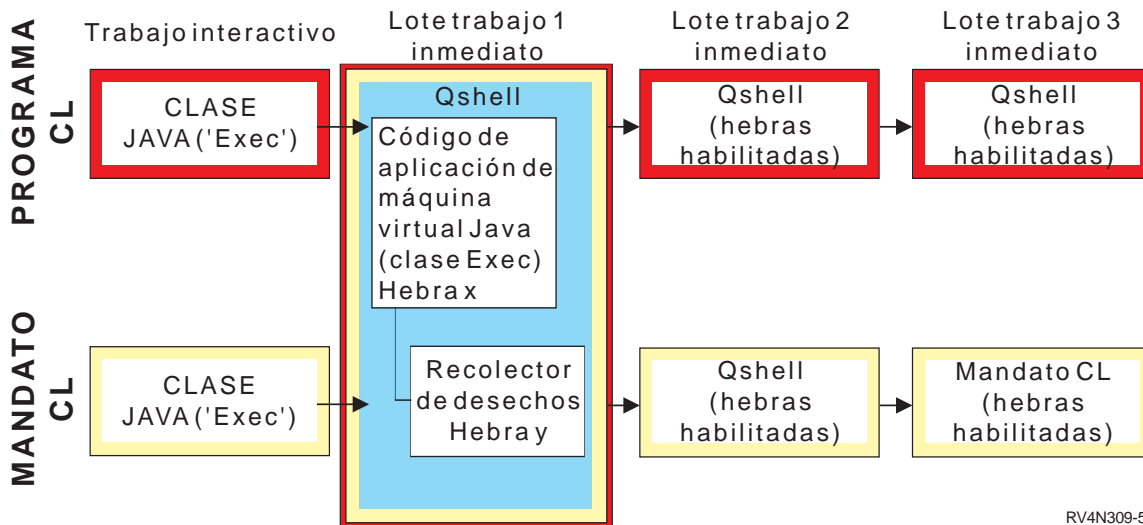 Trabajo interactivo
Lote trabajo 1
inmediato
Lote trabajo 2
inmediato
Lote trabajo 3
inmediato
PROGRAMA
CL
CLASE
JAVA ('Exec')
Qshell
Código de
aplicación de
máquina
virtual Java
(clase Exec)
Hebra x
Qshell
(hebras
habilitadas)
Qshell
(hebras
habilitadas)
MANDATO
CL
CLASE
JAVA ('Exec')
Recolector
de desechos
Hebra y
Qshell
(hebras
habilitadas)
Mandato CL
(hebras
habilitadas)
RV4N309-5